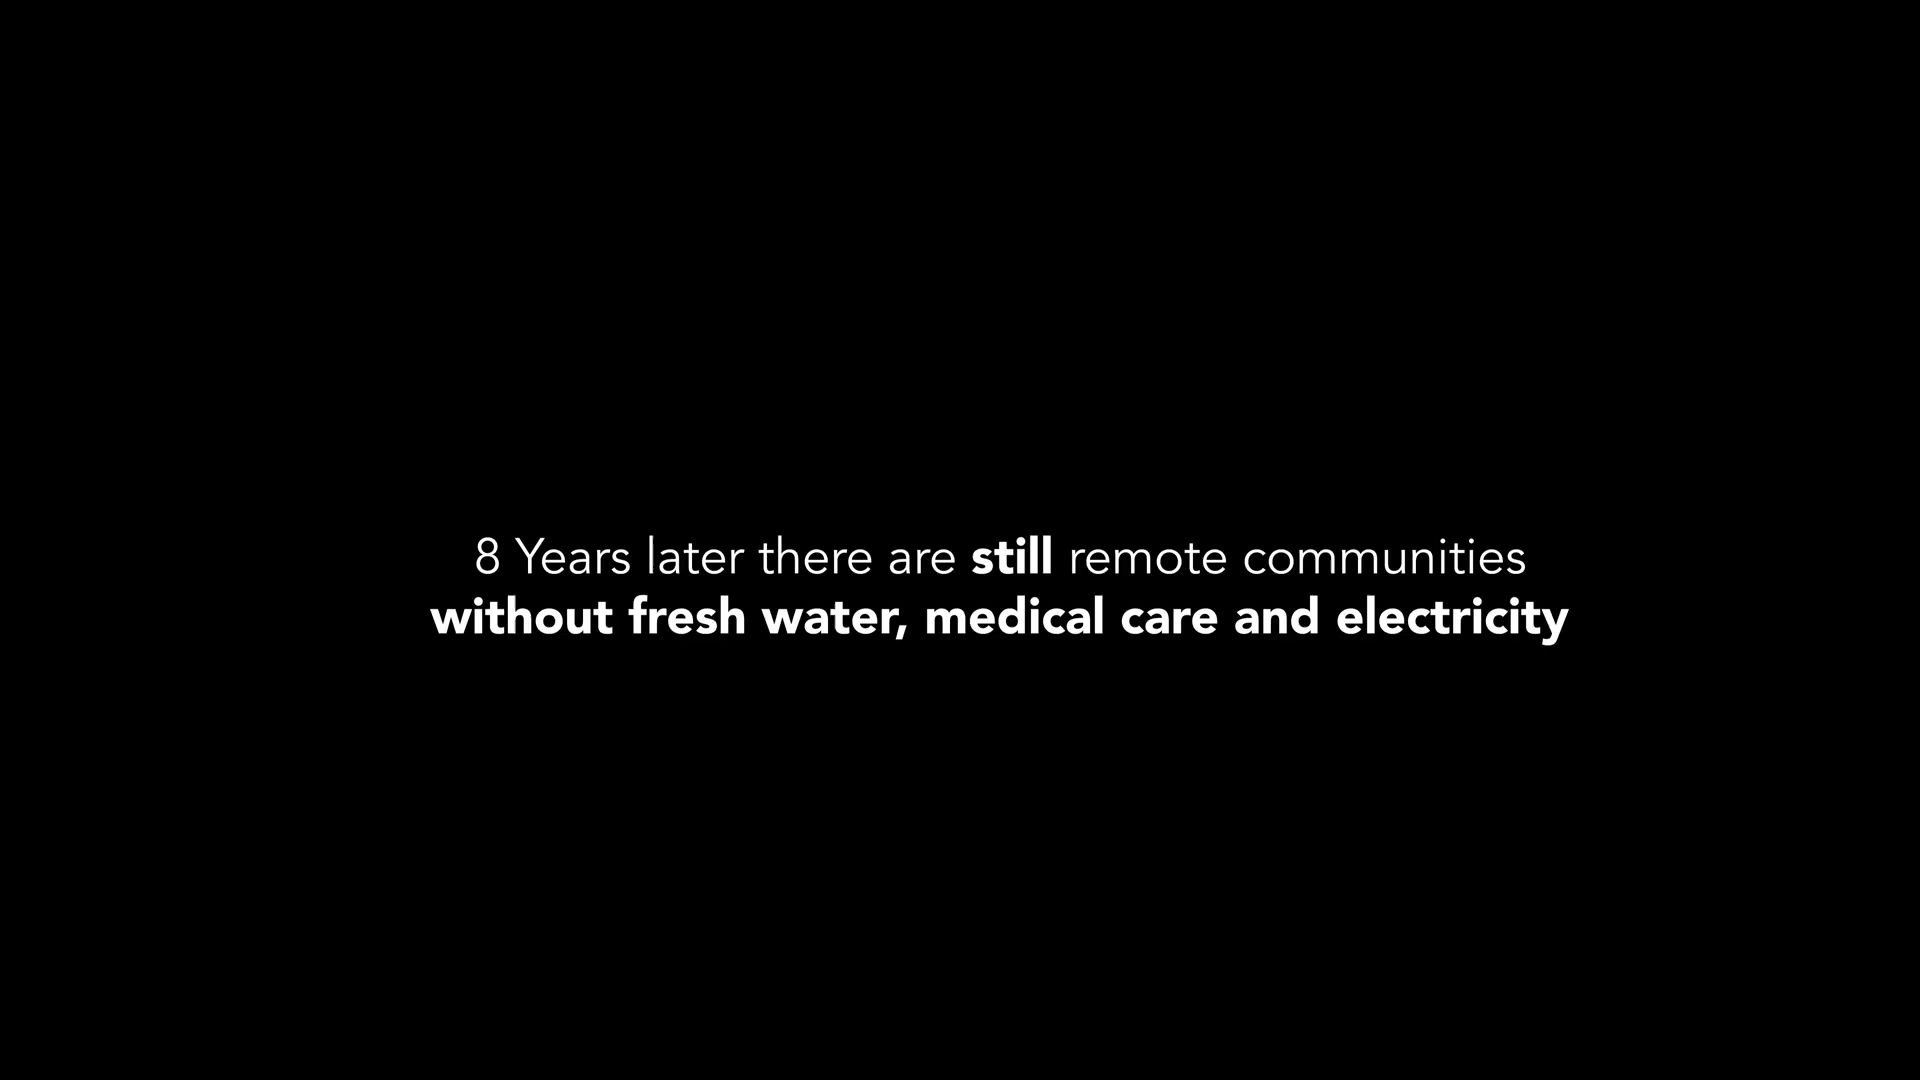 8 Years later there are still remote communities
without fresh water, medical care and electricity